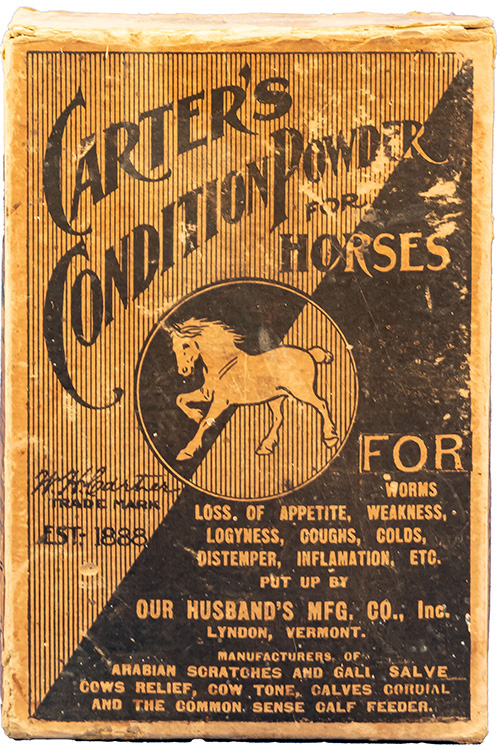 CARTER'S
CONDITION POWDER
FOR
HORSES
FOR
WORMS
LOSS. OF APPETITE, WEAKNESS,
LOGYNESS, COUGHS, COLDS,
DISTEMPER, INFLAMATION, ETC.
PUT UP BY
OUR HUSBAND'S MFG. CO., Inc.
LYNDON, VERMONT.
MANUFACTURERS. OF
ARABIAN SCRATCHES AND GALL SALVE
COWS RELIEF, COW TONE, CALVES CORDIAL
AND THE COMMON SENSE CALF FEEDER.
W. H. Carter
TRADE MARK
EST- 1888